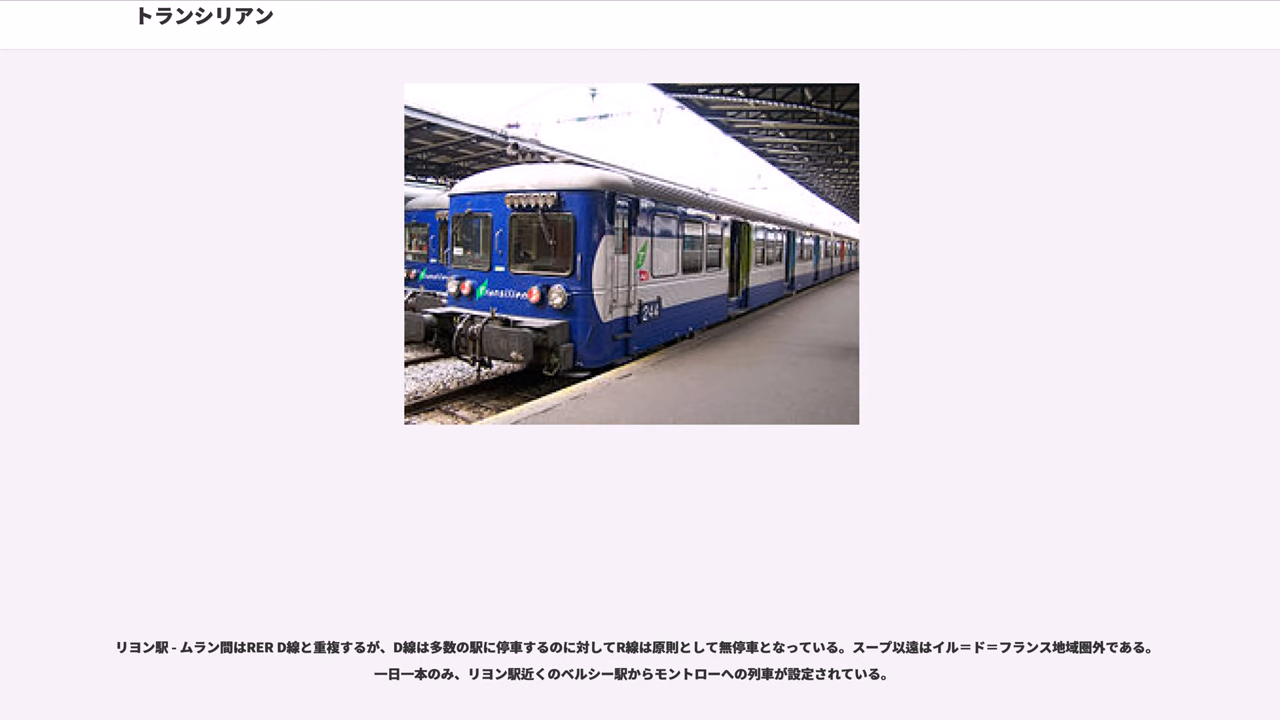 トランシリアン
Transilien
Transilien
244
リヨン駅 - ムラン間はRER D線と重複するが、D線は多数の駅に停車するのに対してR線は原則として無停車となっている。スープ以遠はイル＝ド＝フランス地域圏外である。
一日一本のみ、リヨン駅近くのベルシー駅からモントローへの列車が設定されている。